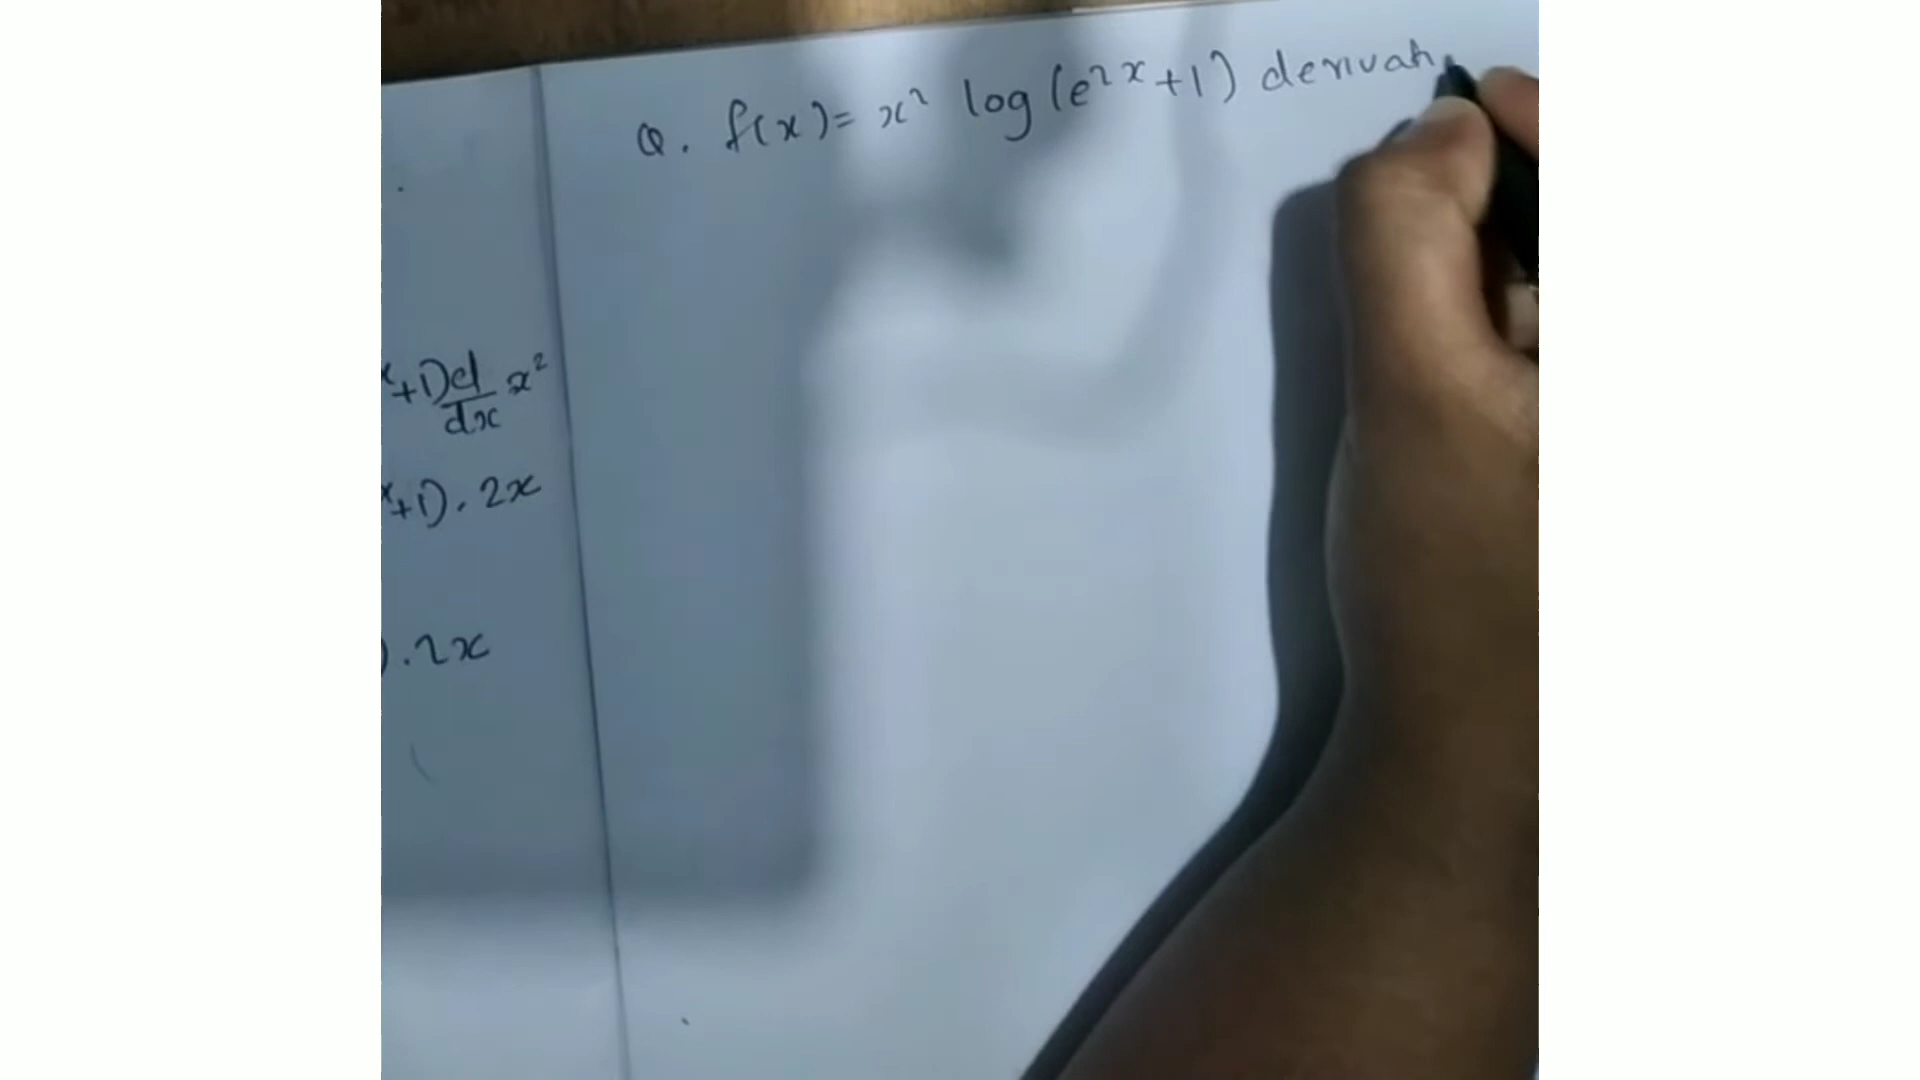 Q. f(x)= x² log(e²ˣ+1) derivati
x+1) d/dx x²
x+1). 2x
).2x